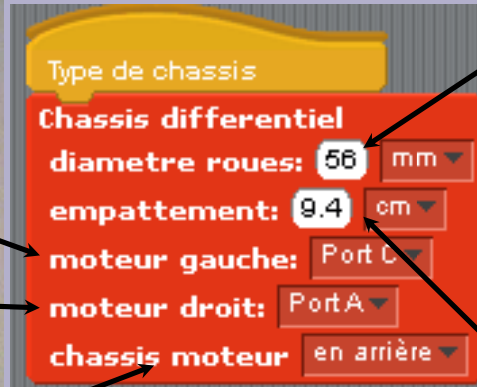 Type de chassis
Chassis differentiel
diametre roues: 56 mm
empattement: 9.4 cm
moteur gauche: Port C
moteur droit: Port A
chassis moteur en arrière